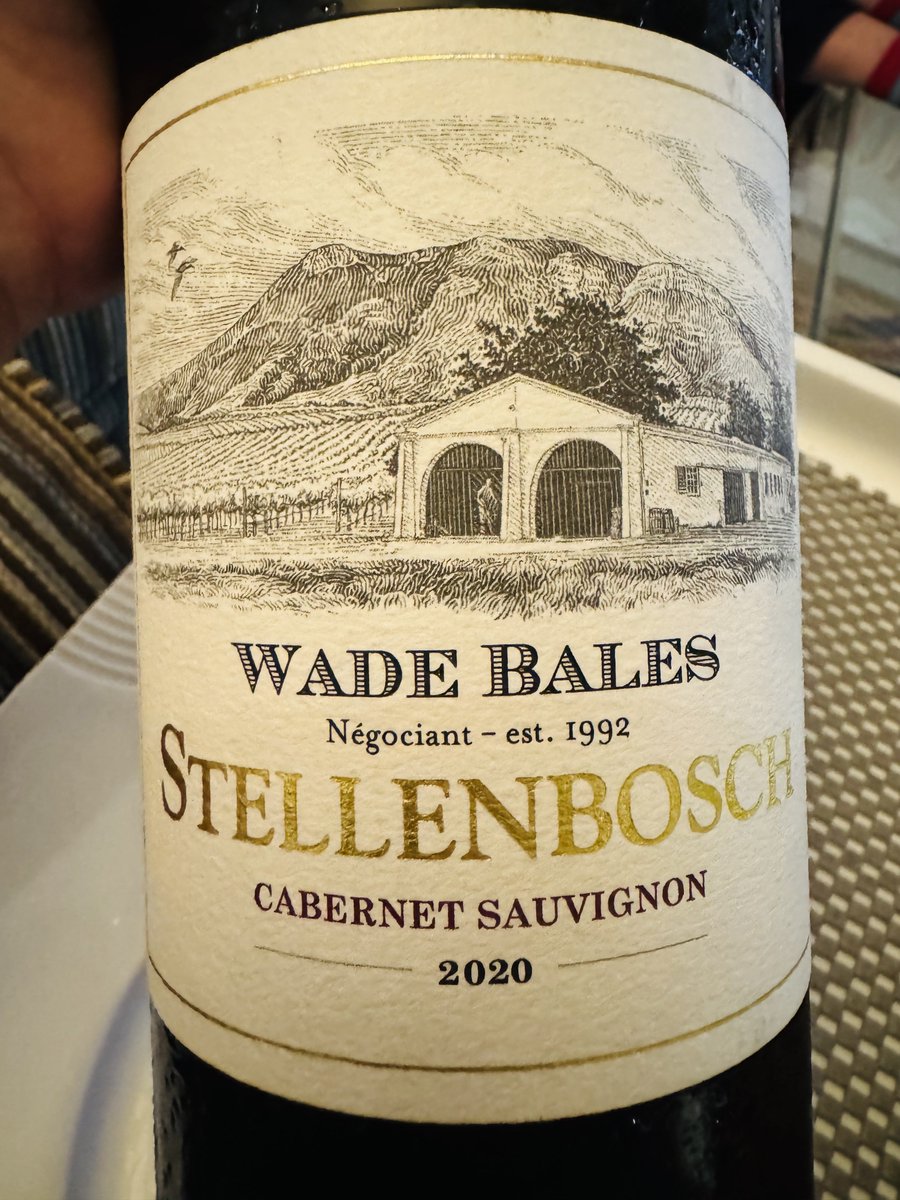 WADE BALES
Négociant – est. 1992
STELLENBOSCH
CABERNET SAUVIGNON
2020